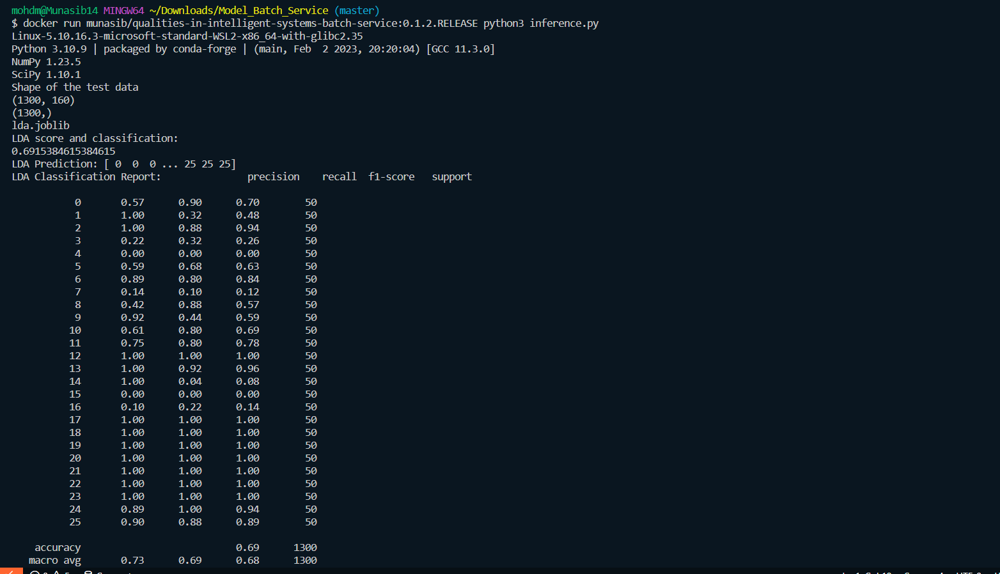 mohdm@Munasib14 MINGW64 ~/Downloads/Model_Batch_Service (master)
$ docker run munasib/qualities-in-intelligent-systems-batch-service:0.1.2.RELEASE python3 inference.py
Linux-5.10.16.3-microsoft-standard-WSL2-x86_64-with-glibc2.35
Python 3.10.9 | packaged by conda-forge | (main, Feb  2 2023, 20:20:04) [GCC 11.3.0]
NumPy 1.23.5
SciPy 1.10.1
Shape of the test data
(1300, 160)
(1300,)
lda.joblib
LDA score and classification:
0.6915384615384615
LDA Prediction: [ 0  0  0 ... 25 25 25]
LDA Classification Report:               precision    recall  f1-score   support
0       0.57      0.90      0.70        50
1       1.00      0.32      0.48        50
2       1.00      0.88      0.94        50
3       0.22      0.32      0.26        50
4       0.00      0.00      0.00        50
5       0.59      0.68      0.63        50
6       0.89      0.80      0.84        50
7       0.14      0.10      0.12        50
8       0.42      0.88      0.57        50
9       0.92      0.44      0.59        50
10       0.61      0.80      0.69        50
11       0.75      0.80      0.78        50
12       1.00      1.00      1.00        50
13       1.00      0.92      0.96        50
14       1.00      0.04      0.08        50
15       0.00      0.00      0.00        50
16       0.10      0.22      0.14        50
17       1.00      1.00      1.00        50
18       1.00      1.00      1.00        50
19       1.00      1.00      1.00        50
20       1.00      1.00      1.00        50
21       1.00      1.00      1.00        50
22       1.00      1.00      1.00        50
23       1.00      1.00      1.00        50
24       0.89      1.00      0.94        50
25       0.90      0.88      0.89        50
accuracy                           0.69      1300
macro avg       0.73      0.69      0.68      1300